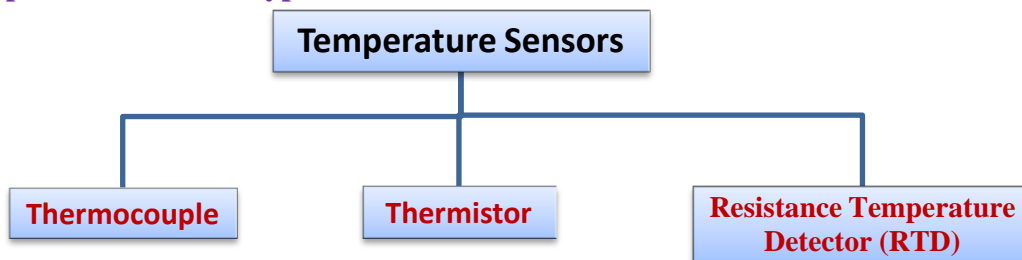 Temperature Sensors
Thermocouple
Thermistor
Resistance Temperature
Detector (RTD)